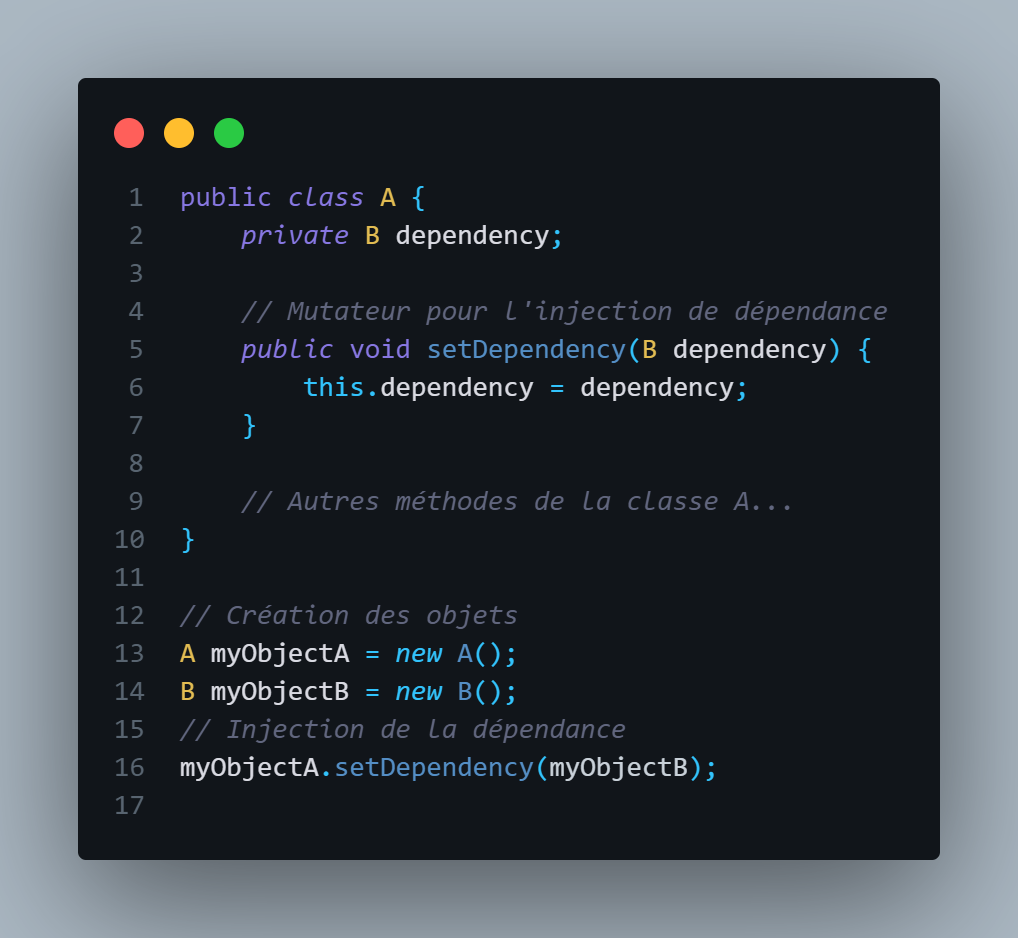 1 public class A {
2     private B dependency;
3
4     // Mutateur pour l'injection de dépendance
5     public void setDependency(B dependency) {
6         this.dependency = dependency;
7     }
8
9     // Autres méthodes de la classe A...
10 }
11
12 // Création des objets
13 A myObjectA = new A();
14 B myObjectB = new B();
15 // Injection de la dépendance
16 myObjectA.setDependency(myObjectB);
17